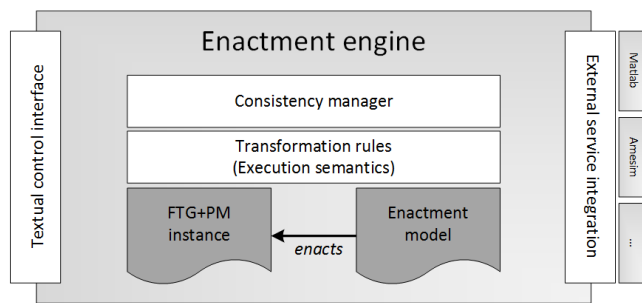 Enactment engine
Textual control interface
Consistency manager
Transformation rules
(Execution semantics)
FTG+PM
instance
enacts
Enactment
model
External service integration
Matlab
Amesim
...